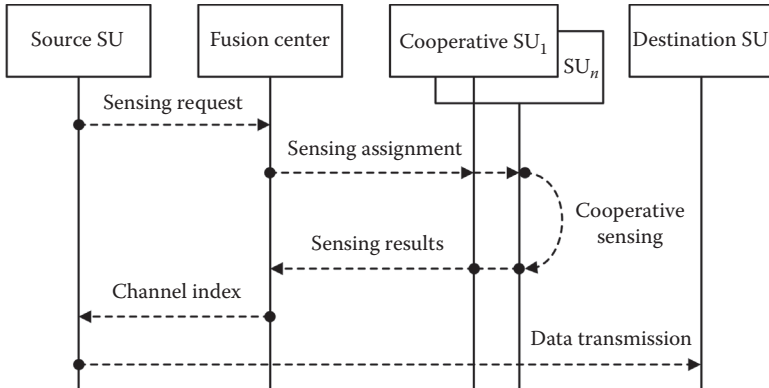 Source SU
Fusion center
Cooperative SU₁
SUₙ
Destination SU
Sensing request
Sensing assignment
Cooperative
sensing
Sensing results
Channel index
Data transmission